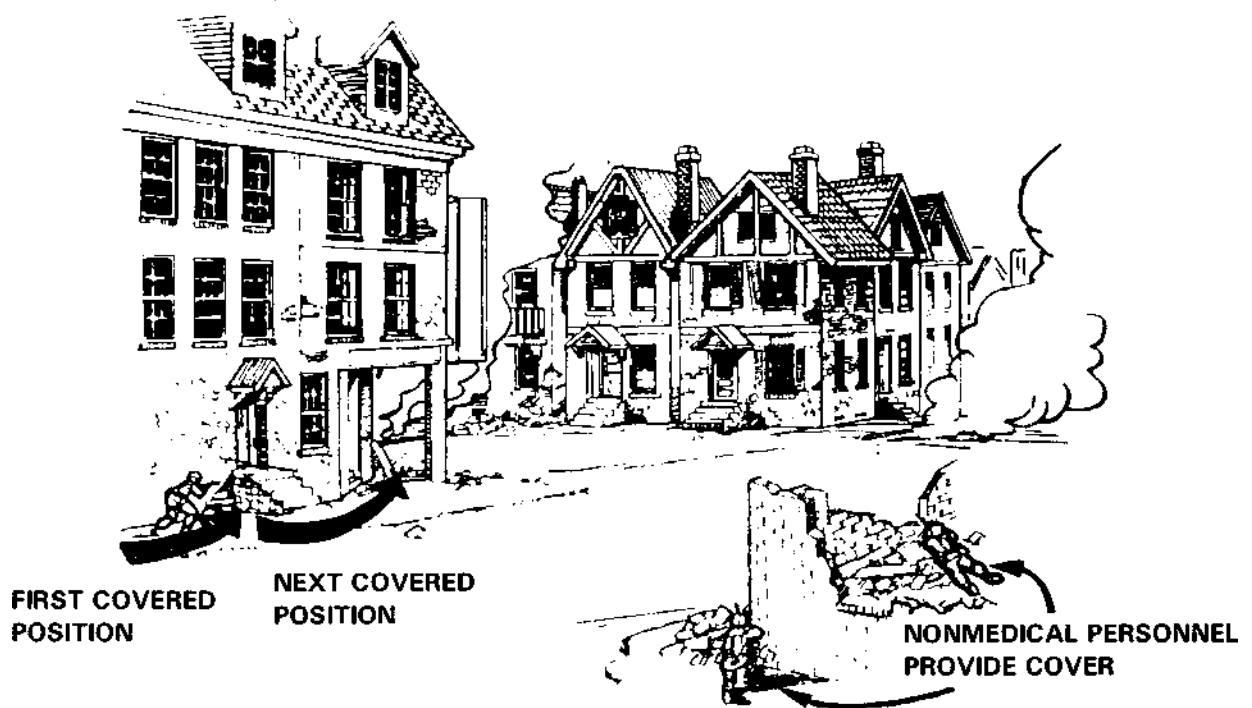 FIRST COVERED
POSITION
NEXT COVERED
POSITION
NONMEDICAL PERSONNEL
PROVIDE COVER